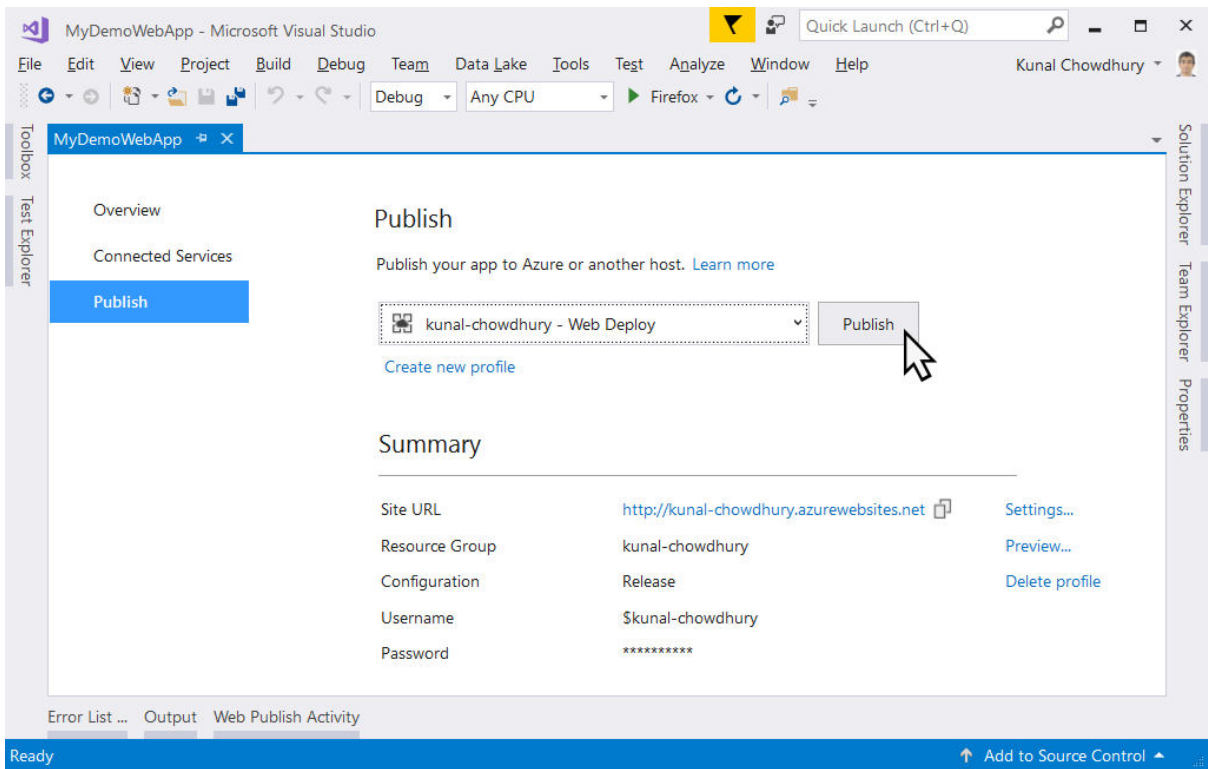 MyDemoWebApp - Microsoft Visual Studio
Quick Launch (Ctrl+Q)
File Edit View Project Build Debug Team Data Lake Tools Test Analyze Window Help Kunal Chowdhury
Debug Any CPU Firefox
Toolbox
Test Explorer
MyDemoWebApp
Overview
Connected Services
Publish
Publish
Publish your app to Azure or another host. Learn more
kunal-chowdhury - Web Deploy Publish
Create new profile
Summary
Site URL http://kunal-chowdhury.azurewebsites.net Settings...
Resource Group kunal-chowdhury Preview...
Configuration Release Delete profile
Username $kunal-chowdhury
Password **********
Solution Explorer
Team Explorer
Properties
Error List ... Output Web Publish Activity
Ready Add to Source Control